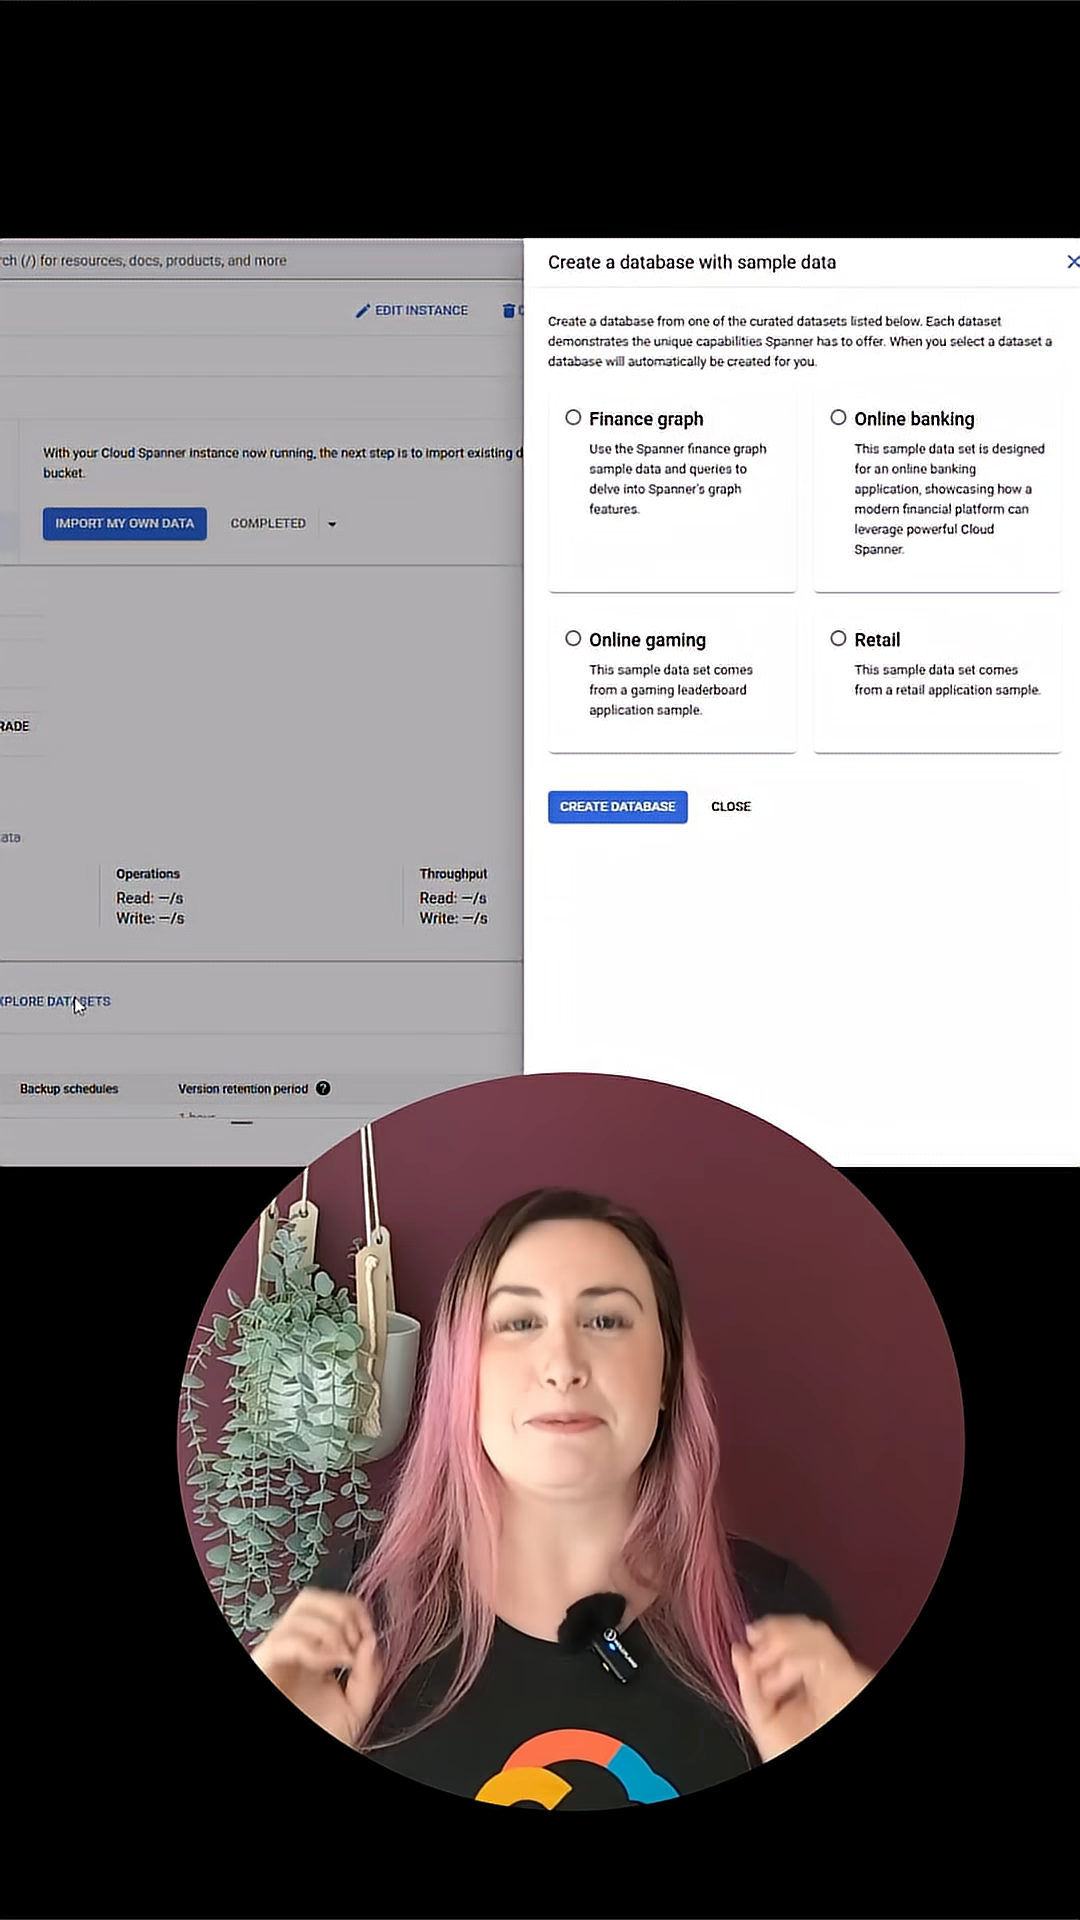 rch (/) for resources, docs, products, and more
EDIT INSTANCE
With your Cloud Spanner instance now running, the next step is to import existing d
bucket.
IMPORT MY OWN DATA
COMPLETED
RADE
ata
Operations
Read: —/s
Write: —/s
Throughput
Read: —/s
Write: —/s
XPLORE DATASETS
Backup schedules
Version retention period
Create a database with sample data
Create a database from one of the curated datasets listed below. Each dataset
demonstrates the unique capabilities Spanner has to offer. When you select a dataset a
database will automatically be created for you.
Finance graph
Use the Spanner finance graph
sample data and queries to
delve into Spanner's graph
features.
Online banking
This sample data set is designed
for an online banking
application, showcasing how a
modern financial platform can
leverage powerful Cloud
Spanner.
Online gaming
This sample data set comes
from a gaming leaderboard
application sample.
Retail
This sample data set comes
from a retail application sample.
CREATE DATABASE
CLOSE